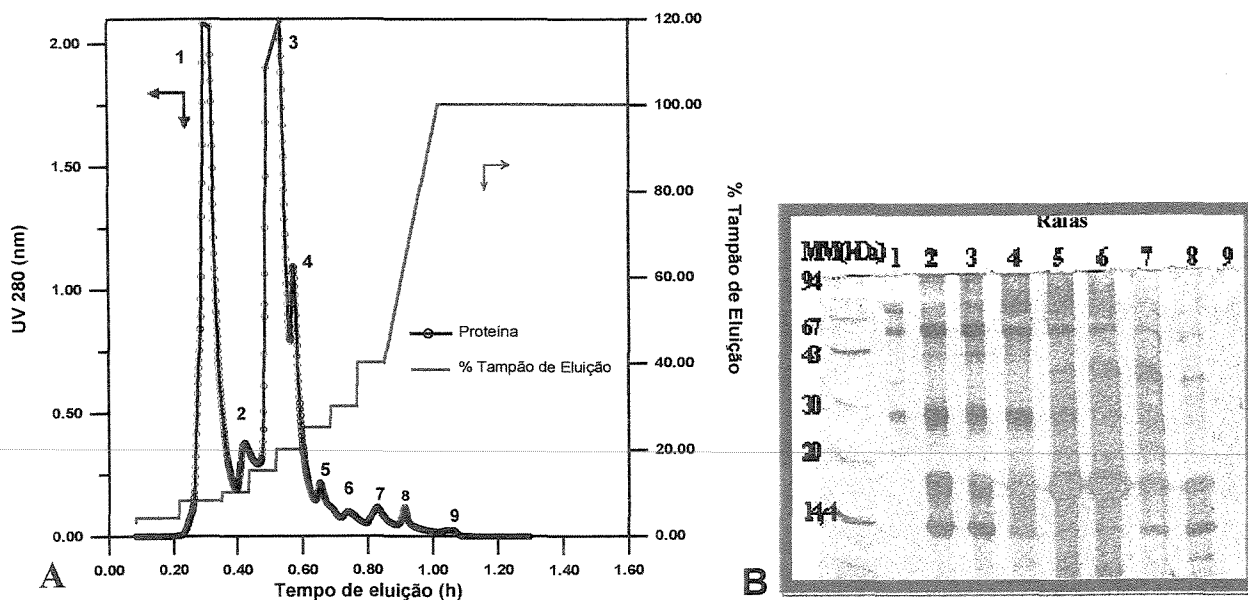 UV 280 (nm)
2.00
1.50
1.00
0.50
0.00
120.00
100.00
80.00
60.00
40.00
20.00
0.00
% Tampão de Eluição
1
2
3
4
5
6
7
8
9
Proteína
% Tampão de Eluição
0.00 0.20 0.40 0.60 0.80 1.00 1.20 1.40 1.60
Tempo de eluição (h)
A
Raias
MM(kDa) 1 2 3 4 5 6 7 8 9
94
67
43
30
20
14,4
B